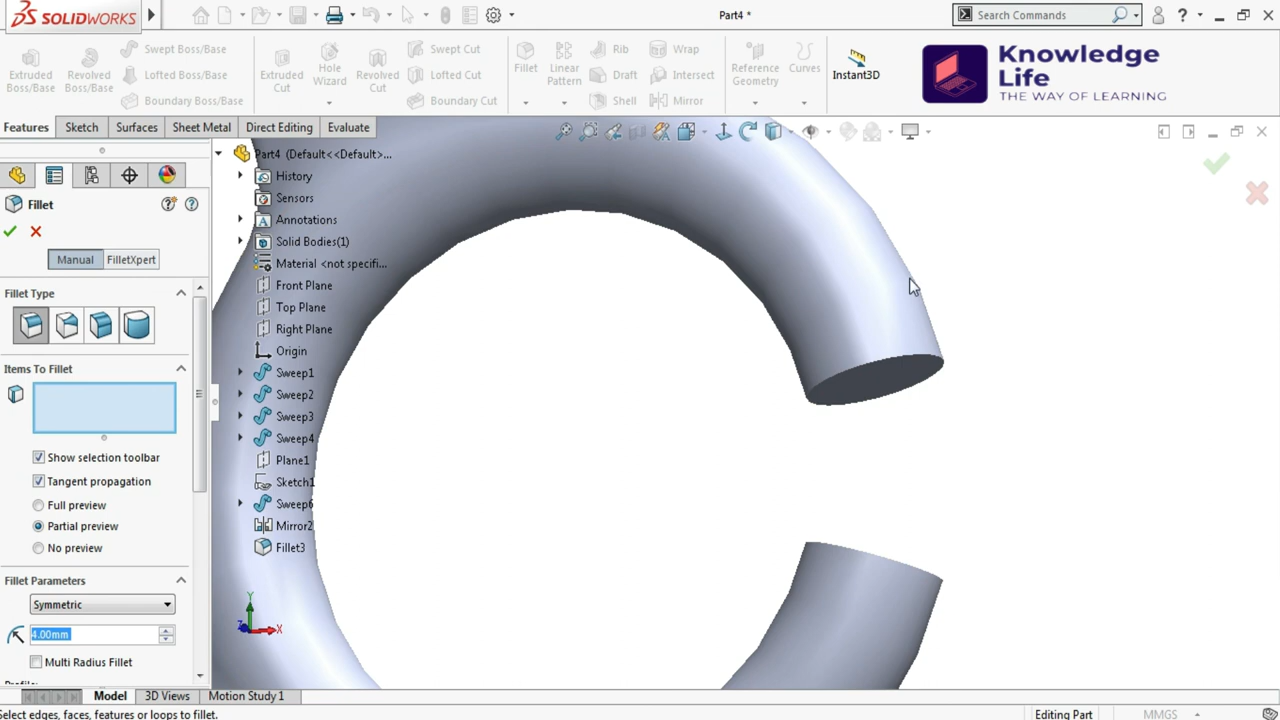 SOLIDWORKS
Part4 *
Search Commands
?
Extruded Boss/Base
Revolved Boss/Base
Swept Boss/Base
Lofted Boss/Base
Boundary Boss/Base
Extruded Cut
Hole Wizard
Revolved Cut
Swept Cut
Lofted Cut
Boundary Cut
Fillet
Linear Pattern
Rib
Draft
Shell
Wrap
Intersect
Mirror
Reference Geometry
Curves
Instant3D
Knowledge
Life
THE WAY OF LEARNING
Features
Sketch
Surfaces
Sheet Metal
Direct Editing
Evaluate
Part4 (Default<<Default>...
History
Sensors
Annotations
Solid Bodies(1)
Material <not specifi...
Front Plane
Top Plane
Right Plane
Origin
Sweep1
Sweep2
Sweep3
Sweep4
Plane1
Sketch1
Sweep6
Mirror2
Fillet3
Fillet
Manual
FilletXpert
Fillet Type
Items To Fillet
Show selection toolbar
Tangent propagation
Full preview
Partial preview
No preview
Fillet Parameters
Symmetric
4.00mm
Multi Radius Fillet
Y
X
Z
Model
3D Views
Motion Study 1
Select edges, faces, features or loops to fillet.
Editing Part
MMGS